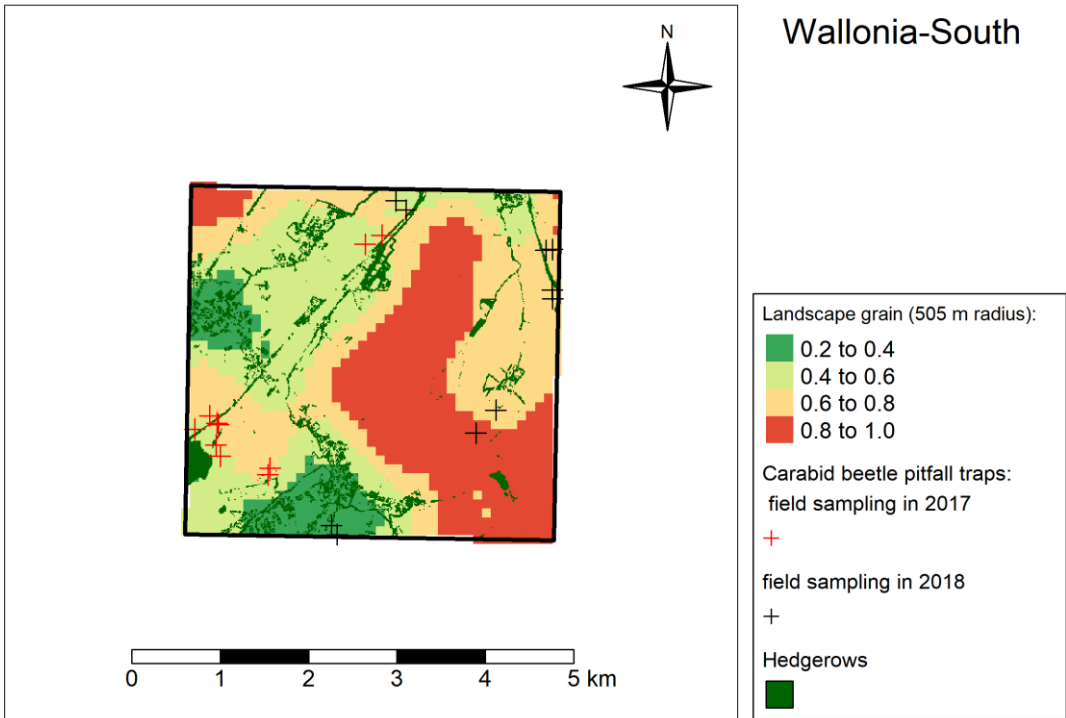 Wallonia-South
N
Landscape grain (505 m radius):
0.2 to 0.4
0.4 to 0.6
0.6 to 0.8
0.8 to 1.0
Carabid beetle pitfall traps:
field sampling in 2017
field sampling in 2018
Hedgerows
0 1 2 3 4 5 km